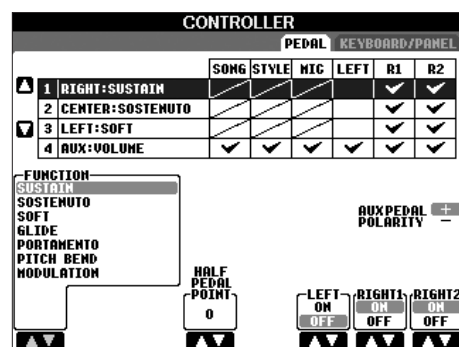 CONTROLLER
PEDAL KEYBOARD/PANEL
SONG STYLE MIC LEFT R1 R2
1 RIGHT:SUSTAIN
2 CENTER:SOSTENUTO
3 LEFT:SOFT
4 AUX:VOLUME
FUNCTION
SUSTAIN
SOSTENUTO
SOFT
GLIDE
PORTAMENTO
PITCH BEND
MODULATION
AUX PEDAL +
POLARITY −
HALF
PEDAL
POINT
0
LEFT RIGHT1 RIGHT2
ON ON ON
OFF OFF OFF